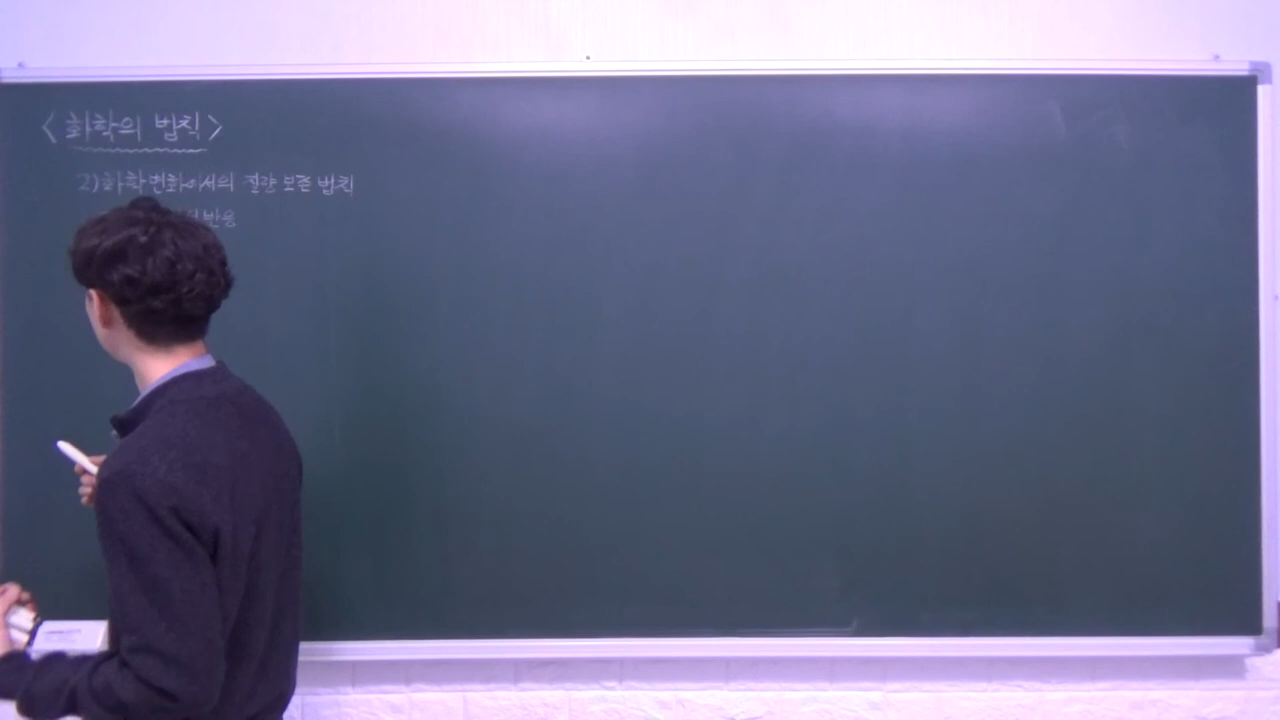 <화학의 법칙>
2) 화학 변화에서의 질량 보존 법칙
반응